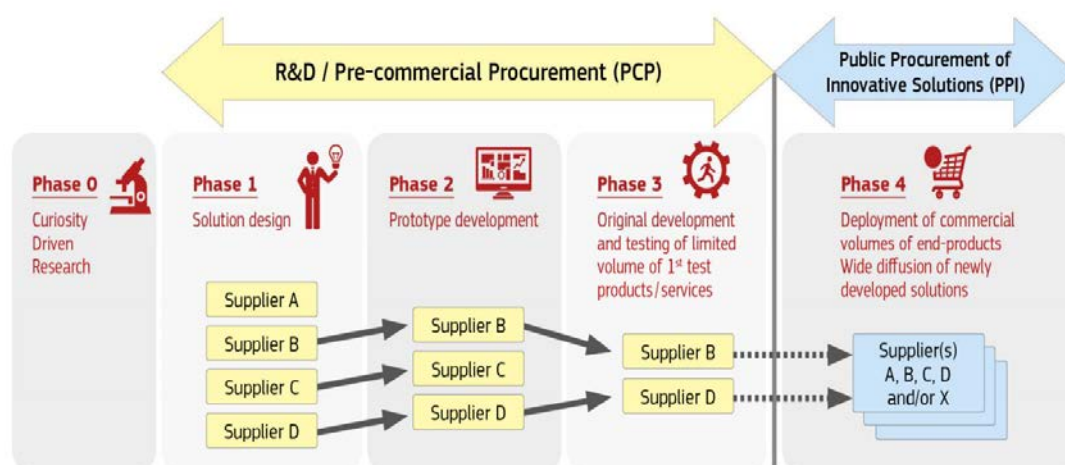 R&D / Pre-commercial Procurement (PCP)
Public Procurement of
Innovative Solutions (PPI)
Phase 0
Curiosity
Driven
Research
Phase 1
Solution design
Supplier A
Supplier B
Supplier C
Supplier D
Phase 2
Prototype development
Supplier B
Supplier C
Supplier D
Phase 3
Original development
and testing of limited
volume of 1st test
products/services
Supplier B
Supplier D
Phase 4
Deployment of commercial
volumes of end-products
Wide diffusion of newly
developed solutions
Supplier(s)
A, B, C, D
and/or X